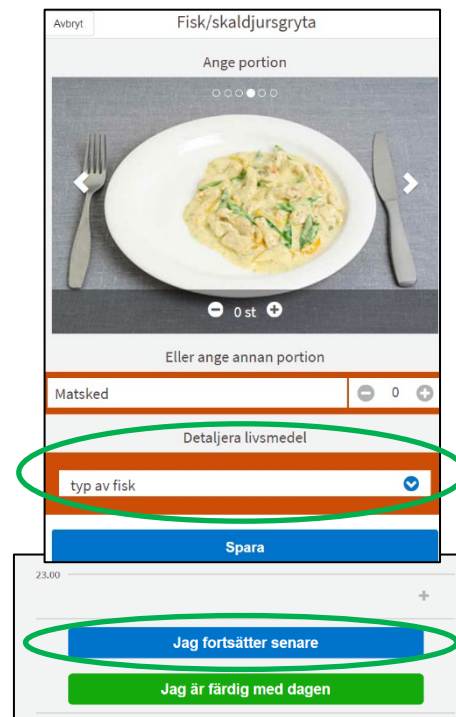 Avbryt Fisk/skaldjursgryta
Ange portion
0 st
Eller ange annan portion
Matsked 0
Detaljera livsmedel
typ av fisk
Spara
23.00
Jag fortsätter senare
Jag är färdig med dagen